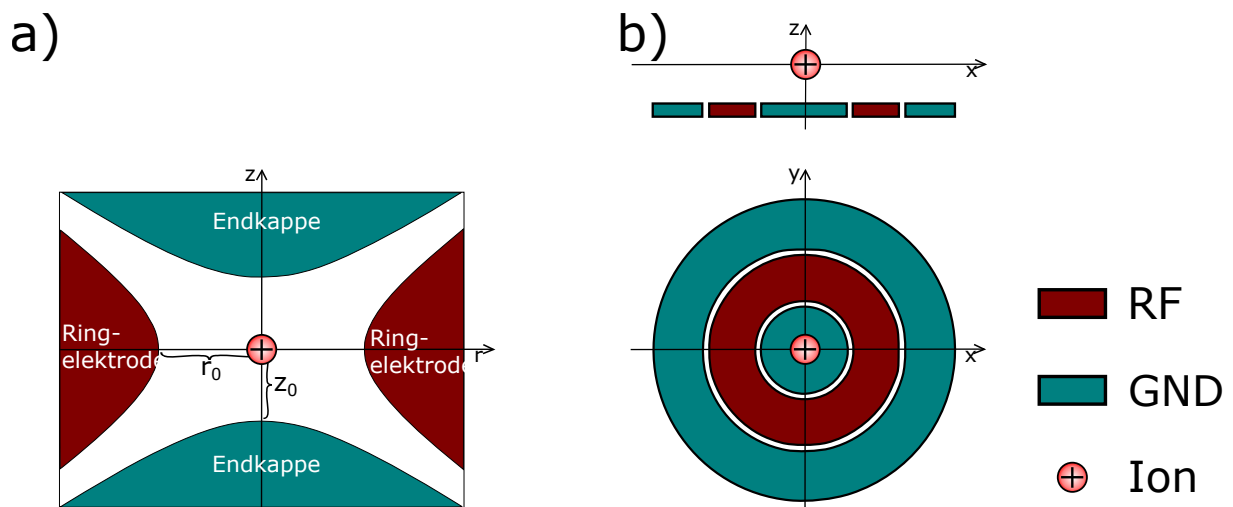 a)
z
Endkappe
Ring-
elektrode
r₀
z₀
Ring-
elektrode
r
Endkappe
b)
z
x
y
x
RF
GND
Ion